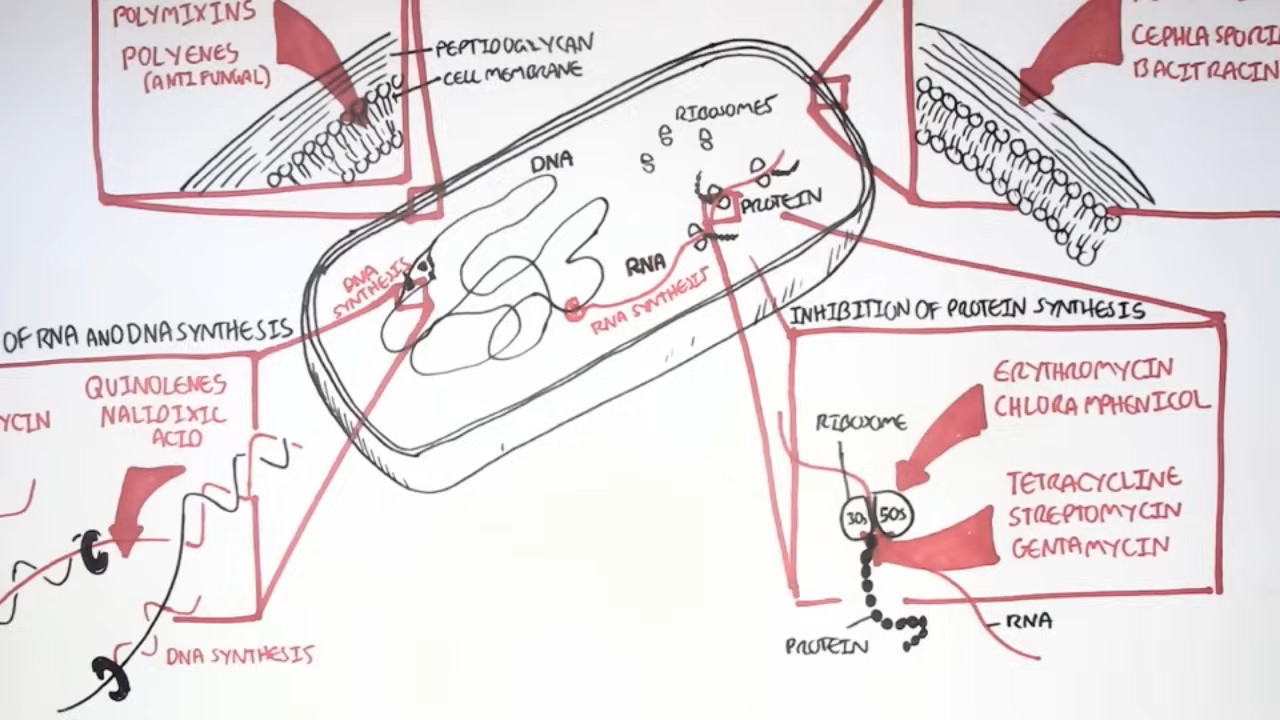 POLYMIXINS
POLYENES
(ANTI FUNGAL)
PEPTIDOGLYCAN
CELL MEMBRANE
CEPHLA SPORI
BACITRACIN
RIBOSOMES
DNA
PROTEIN
RNA
DNA
SYNTHESIS
RNA SYNTHESIS
OF RNA AND DNA SYNTHESIS
QUINOLENES
NALIDIXIC
ACID
YCIN
DNA SYNTHESIS
INHIBITION OF PROTEIN SYNTHESIS
ERYTHROMYCIN
CHLORAMPHENICOL
RIBOSOME
30s
50s
TETRACYCLINE
STREPTOMYCIN
GENTAMYCIN
PROTEIN
RNA